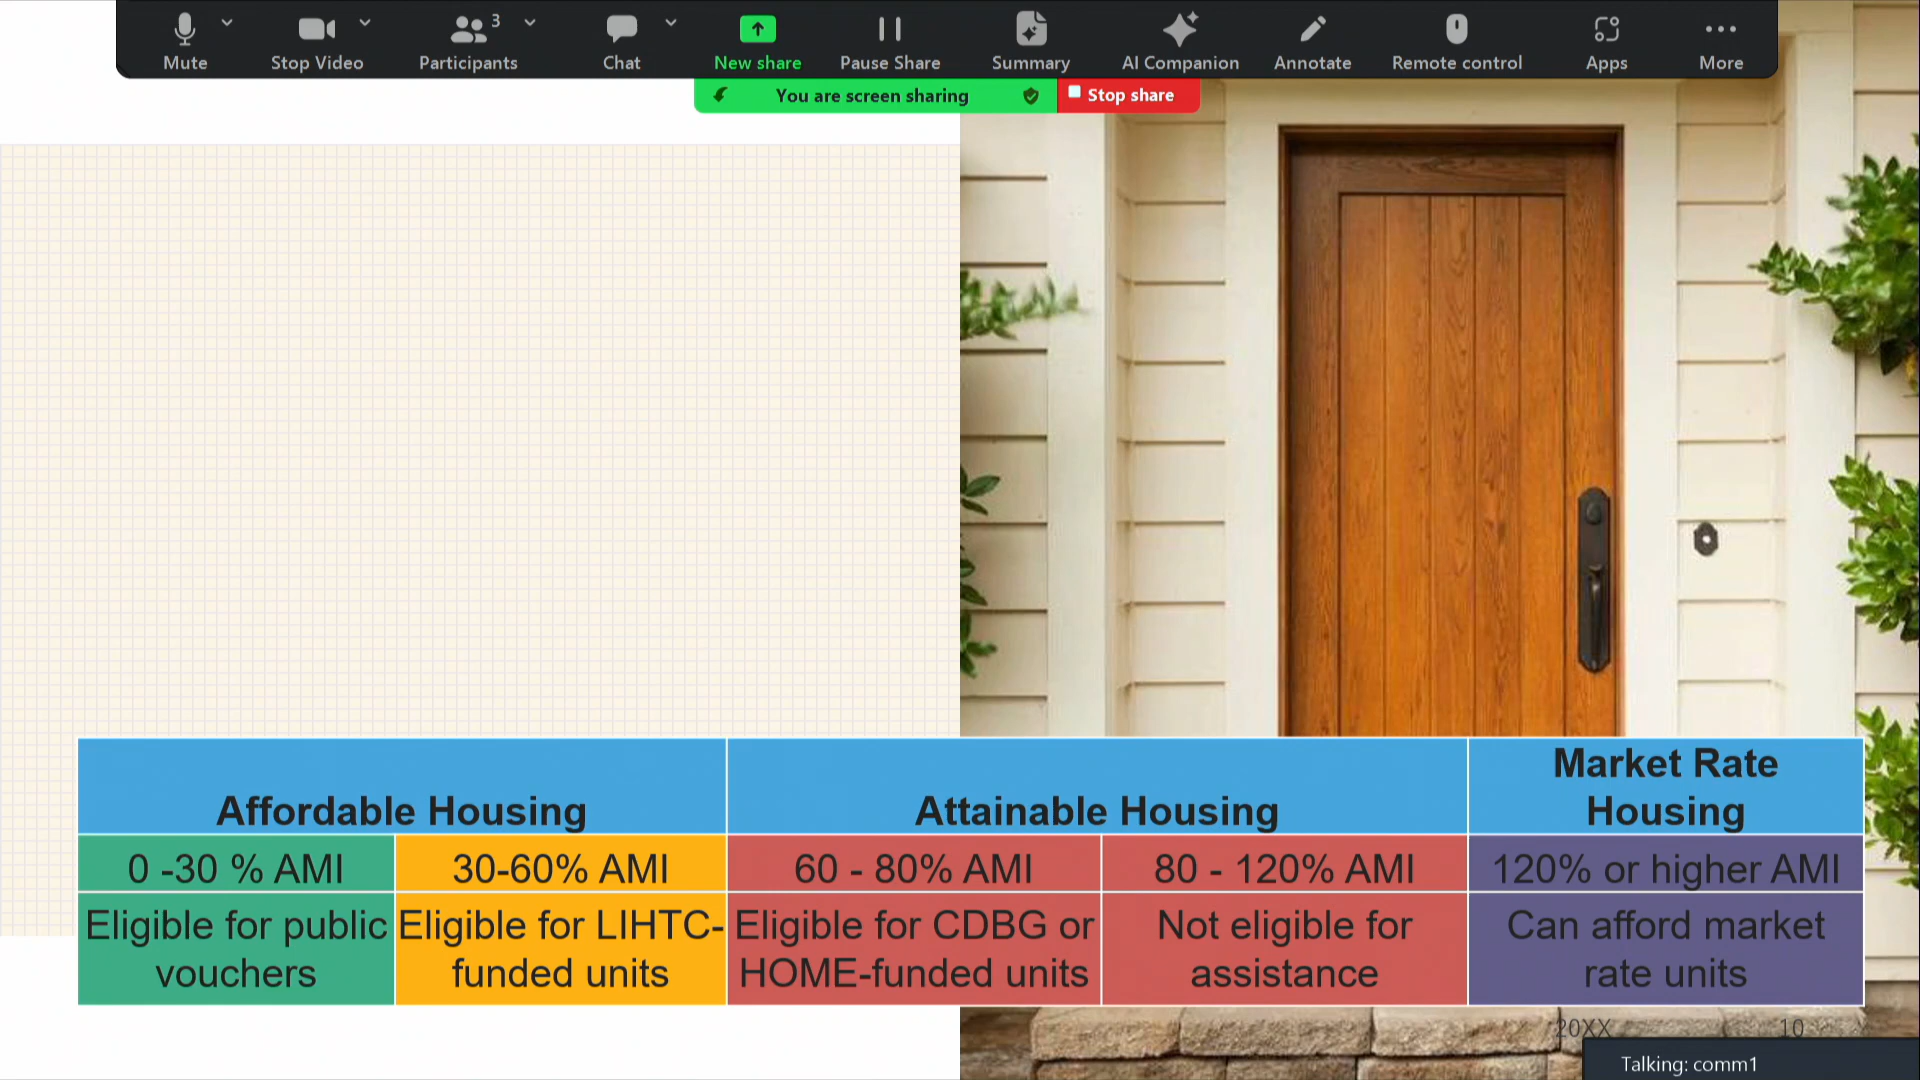 3
Mute
Stop Video
Participants
Chat
New share
Pause Share
Summary
AI Companion
Annotate
Remote control
Apps
More
You are screen sharing
Stop share
Affordable Housing
Attainable Housing
Market Rate
Housing
0 -30 % AMI
30-60% AMI
60 - 80% AMI
80 - 120% AMI
120% or higher AMI
Eligible for public
vouchers
Eligible for LIHTC-
funded units
Eligible for CDBG or
HOME-funded units
Not eligible for
assistance
Can afford market
rate units
20XX
10
Talking: comm1